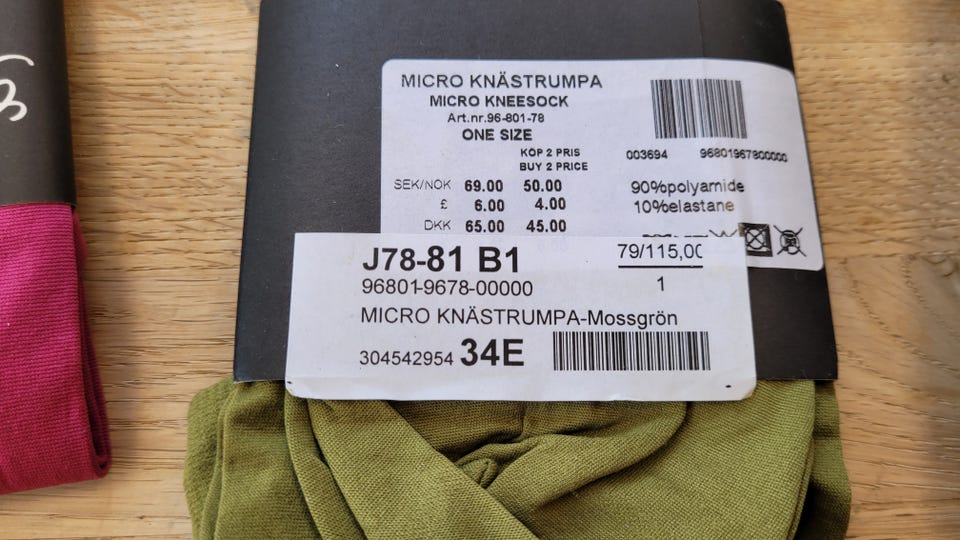 MICRO KNÄSTRUMPA
MICRO KNEESOCK
Art.nr.96-801-78
ONE SIZE
KÖP 2 PRIS
BUY 2 PRICE
SEK/NOK 69.00 50.00
£ 6.00 4.00
DKK 65.00 45.00
003694 96801967800000
90%polyamide
10%elastane
J78-81 B1
79/115,00
96801-9678-00000
1
MICRO KNÄSTRUMPA-Mossgrön
304542954 34E